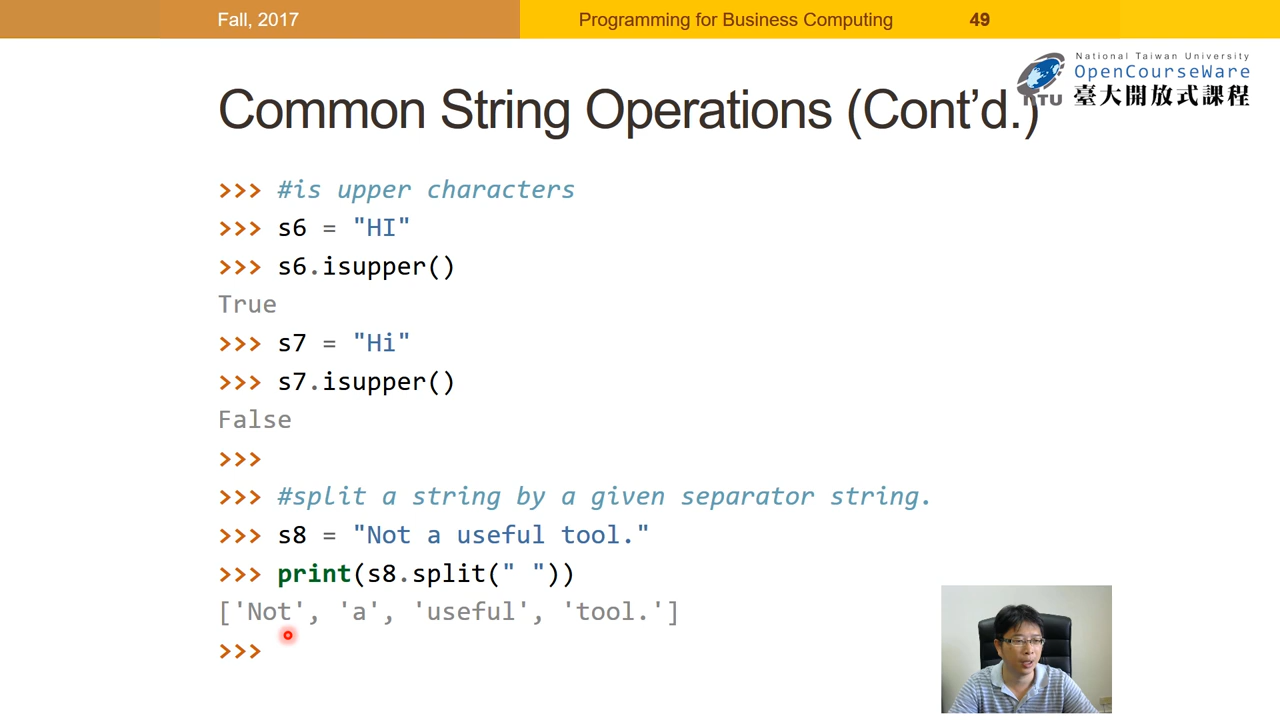 Fall, 2017
Programming for Business Computing
49
National Taiwan University
OpenCourseWare
臺大開放式課程
NTU
Common String Operations (Cont’d.)
>>> #is upper characters
>>> s6 = "HI"
>>> s6.isupper()
True
>>> s7 = "Hi"
>>> s7.isupper()
False
>>>
>>> #split a string by a given separator string.
>>> s8 = "Not a useful tool."
>>> print(s8.split(" "))
['Not', 'a', 'useful', 'tool.']
>>>